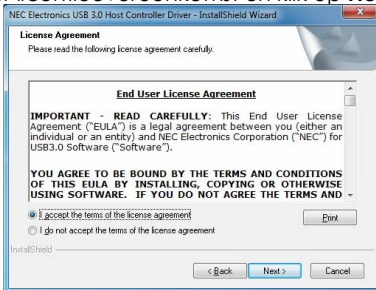 NEC Electronics USB 3.0 Host Controller Driver - InstallShield Wizard
License Agreement
Please read the following license agreement carefully.
End User License Agreement
IMPORTANT - READ CAREFULLY: This End User License
Agreement ("EULA") is a legal agreement between you (either an
individual or an entity) and NEC Electronics Corporation ("NEC") for
USB3.0 Software ("Software").
YOU AGREE TO BE BOUND BY THE TERMS AND CONDITIONS
OF THIS EULA BY INSTALLING, COPYING OR OTHERWISE
USING SOFTWARE. IF YOU DO NOT AGREE THE TERMS AND
I accept the terms of the license agreement
Print
I do not accept the terms of the license agreement
InstallShield
< Back Next > Cancel